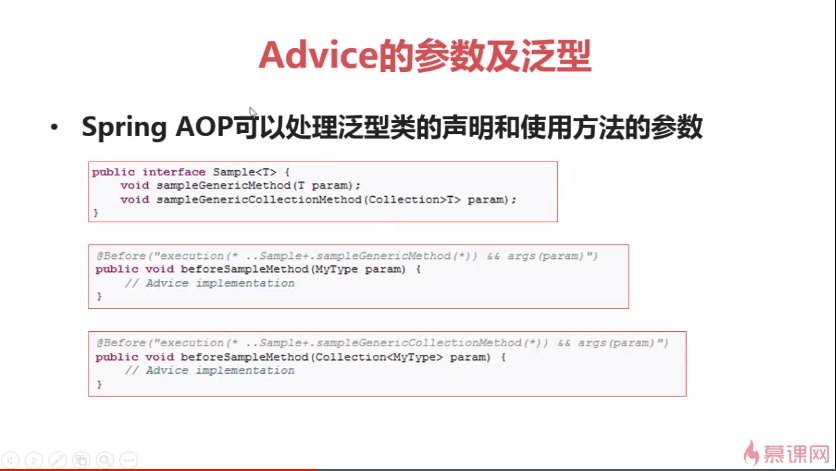 Advice的参数及泛型
• Spring AOP可以处理泛型类的声明和使用方法的参数
public interface Sample<T> {
    void sampleGenericMethod(T param);
    void sampleGenericCollectionMethod(Collection>T> param);
}
@Before("execution(* ..Sample+.sampleGenericMethod(*)) && args(param)")
public void beforeSampleMethod(MyType param) {
    // Advice implementation
}
@Before("execution(* ..Sample+.sampleGenericCollectionMethod(*)) && args(param)")
public void beforeSampleMethod(Collection<MyType> param) {
    // Advice implementation
}
慕课网